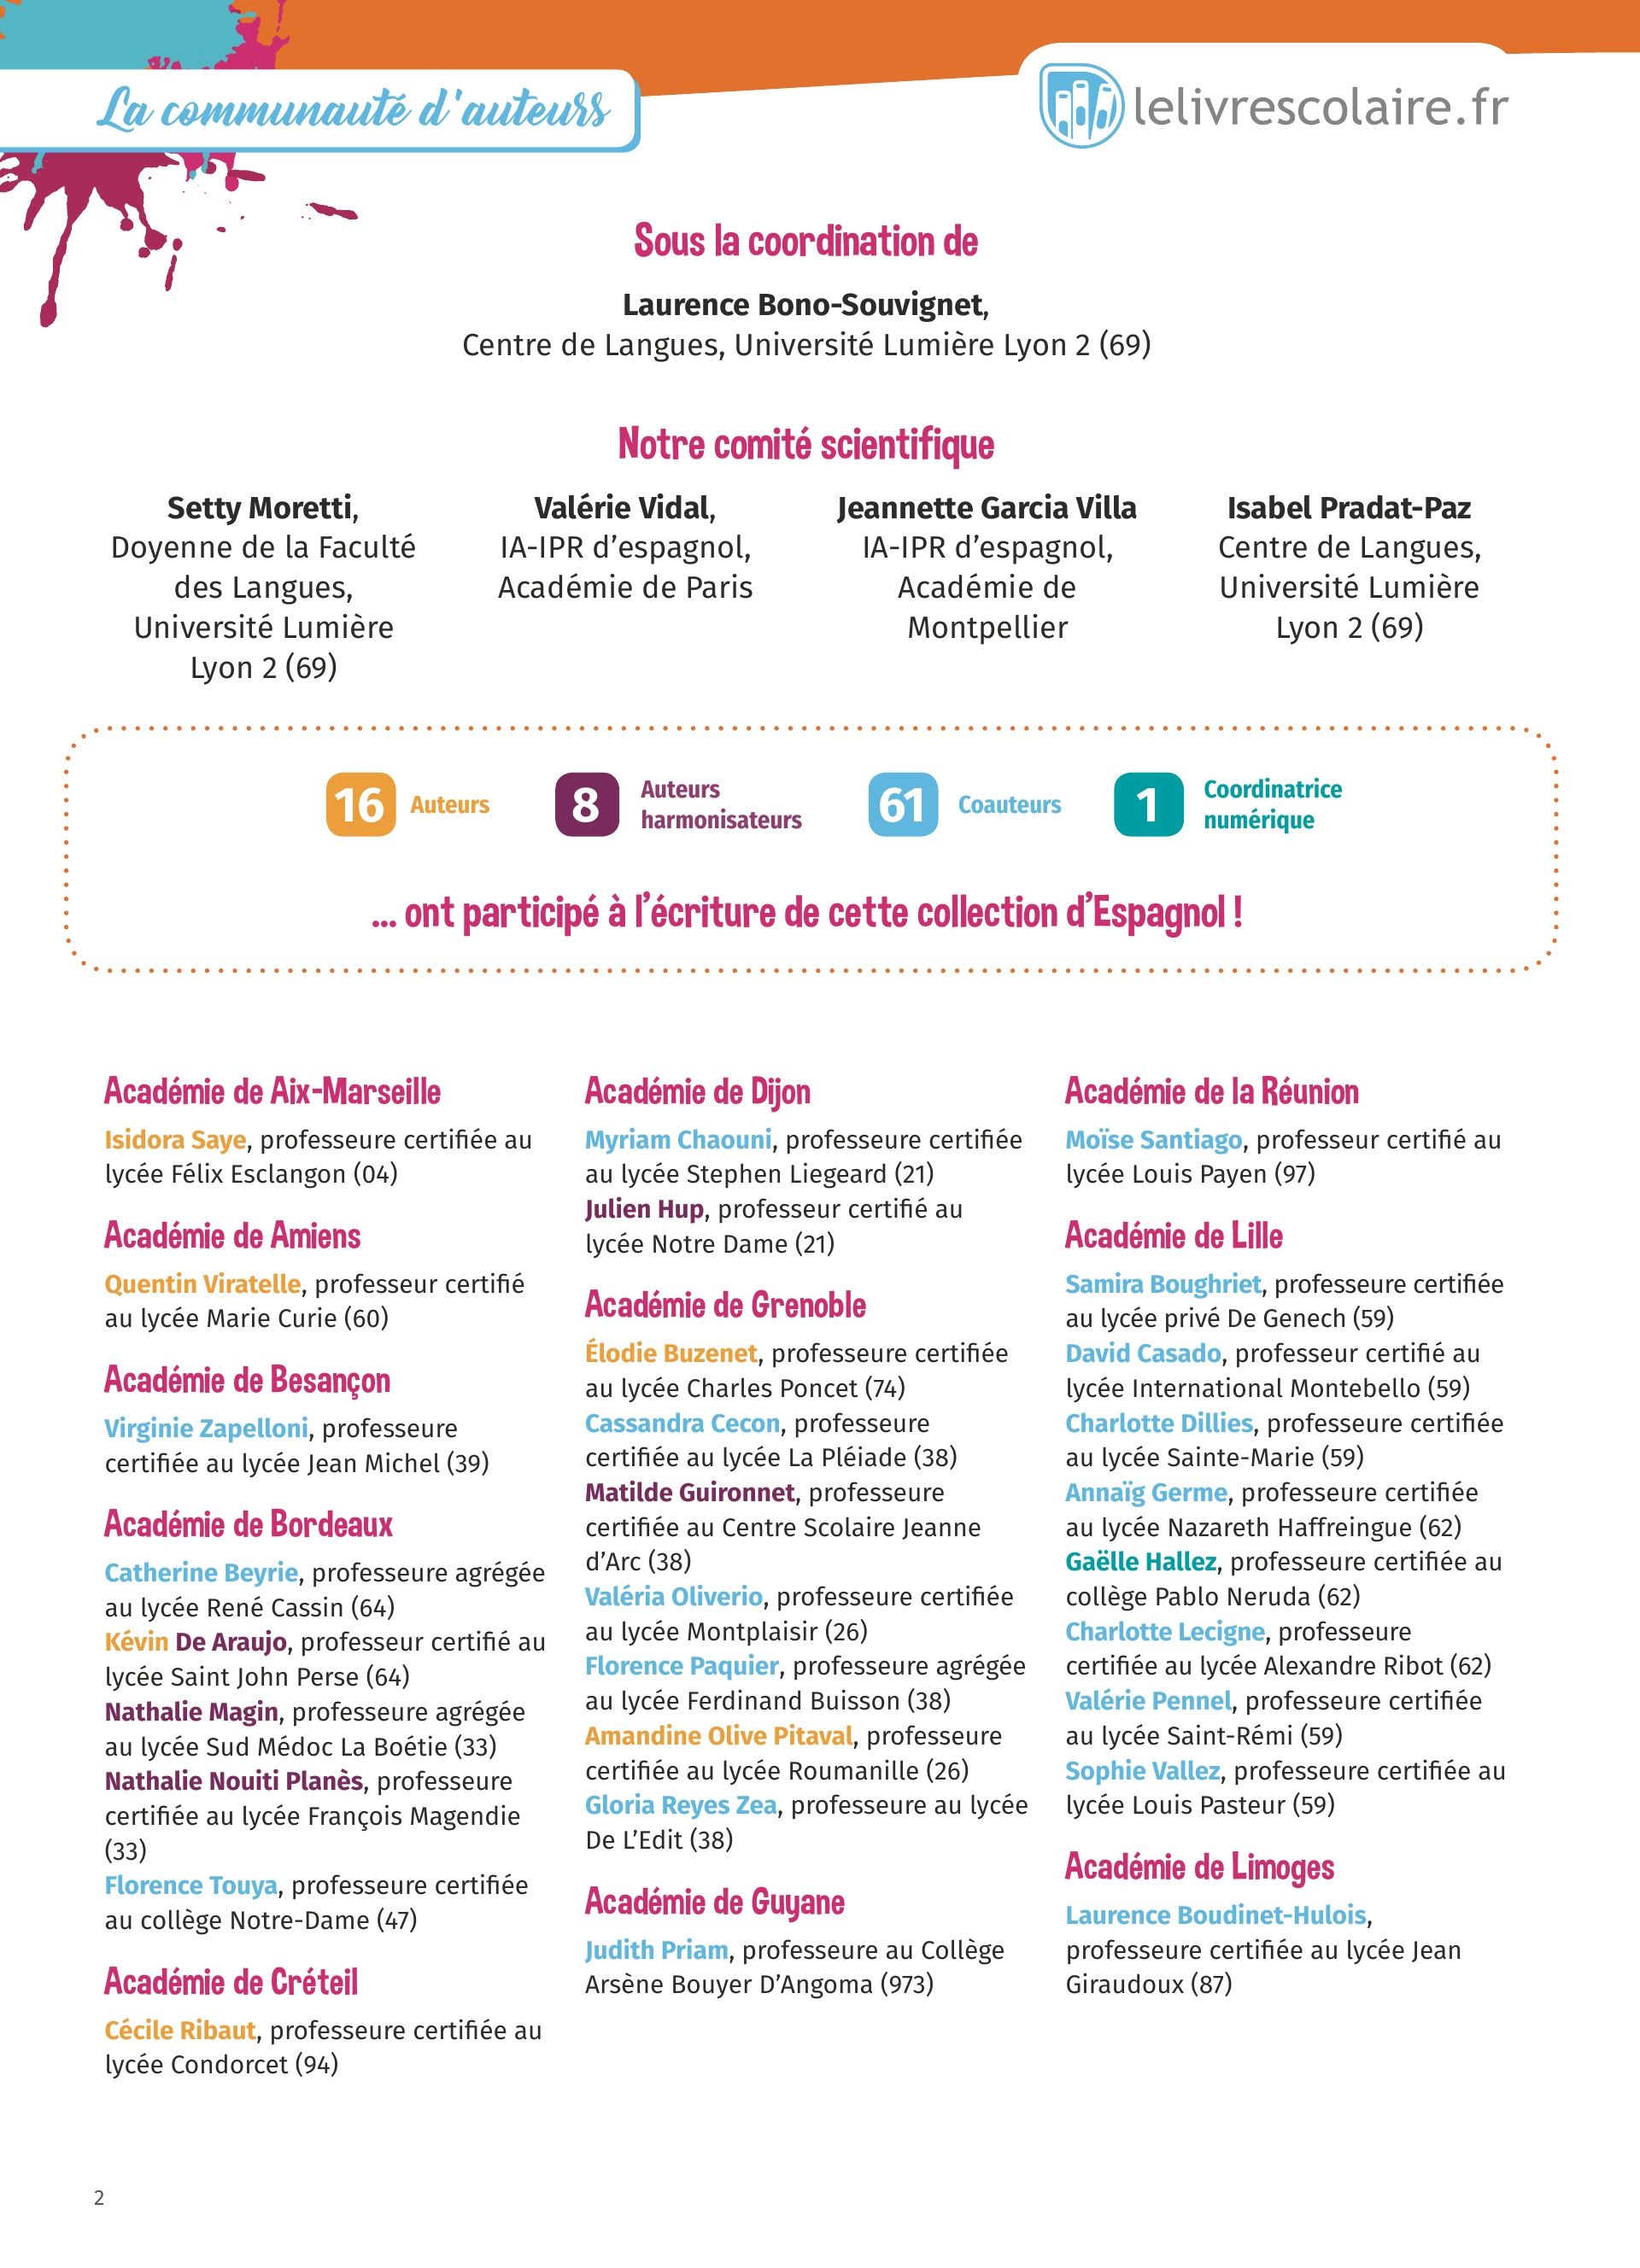 La communauté d'auteurs
lelivrescolaire.fr
Sous la coordination de
Laurence Bono-Souvignet,
Centre de Langues, Université Lumière Lyon 2 (69)
Notre comité scientifique
Setty Moretti,
Doyenne de la Faculté
des Langues,
Université Lumière
Lyon 2 (69)
Valérie Vidal,
IA-IPR d’espagnol,
Académie de Paris
Jeannette Garcia Villa
IA-IPR d’espagnol,
Académie de
Montpellier
Isabel Pradat-Paz
Centre de Langues,
Université Lumière
Lyon 2 (69)
16 Auteurs
8 Auteurs
harmonisateurs
61 Coauteurs
1 Coordinatrice
numérique
... ont participé à l’écriture de cette collection d’Espagnol !
Académie de Aix-Marseille
Isidora Saye, professeure certifiée au
lycée Félix Esclangon (04)
Académie de Amiens
Quentin Viratelle, professeur certifié
au lycée Marie Curie (60)
Académie de Besançon
Virginie Zapelloni, professeure
certifiée au lycée Jean Michel (39)
Académie de Bordeaux
Catherine Beyrie, professeure agrégée
au lycée René Cassin (64)
Kévin De Araujo, professeur certifié au
lycée Saint John Perse (64)
Nathalie Magin, professeure agrégée
au lycée Sud Médoc La Boétie (33)
Nathalie Nouiti Planès, professeure
certifiée au lycée François Magendie
(33)
Florence Touya, professeure certifiée
au collège Notre-Dame (47)
Académie de Créteil
Cécile Ribaut, professeure certifiée au
lycée Condorcet (94)
Académie de Dijon
Myriam Chaouni, professeure certifiée
au lycée Stephen Liegeard (21)
Julien Hup, professeur certifié au
lycée Notre Dame (21)
Académie de Grenoble
Élodie Buzenet, professeure certifiée
au lycée Charles Poncet (74)
Cassandra Cecon, professeure
certifiée au lycée La Pléiade (38)
Matilde Guironnet, professeure
certifiée au Centre Scolaire Jeanne
d’Arc (38)
Valéria Oliverio, professeure certifiée
au lycée Montplaisir (26)
Florence Paquier, professeure agrégée
au lycée Ferdinand Buisson (38)
Amandine Olive Pitaval, professeure
certifiée au lycée Roumanille (26)
Gloria Reyes Zea, professeure au lycée
De L’Edit (38)
Académie de Guyane
Judith Priam, professeure au Collège
Arsène Bouyer D’Angoma (973)
Académie de la Réunion
Moïse Santiago, professeur certifié au
lycée Louis Payen (97)
Académie de Lille
Samira Boughriet, professeure certifiée
au lycée privé De Genech (59)
David Casado, professeur certifié au
lycée International Montebello (59)
Charlotte Dillies, professeure certifiée
au lycée Sainte-Marie (59)
Annaïg Germe, professeure certifiée
au lycée Nazareth Haffreingue (62)
Gaëlle Hallez, professeure certifiée au
collège Pablo Neruda (62)
Charlotte Lecigne, professeure
certifiée au lycée Alexandre Ribot (62)
Valérie Pennel, professeure certifiée
au lycée Saint-Rémi (59)
Sophie Vallez, professeure certifiée au
lycée Louis Pasteur (59)
Académie de Limoges
Laurence Boudinet-Hulois,
professeure certifiée au lycée Jean
Giraudoux (87)
2